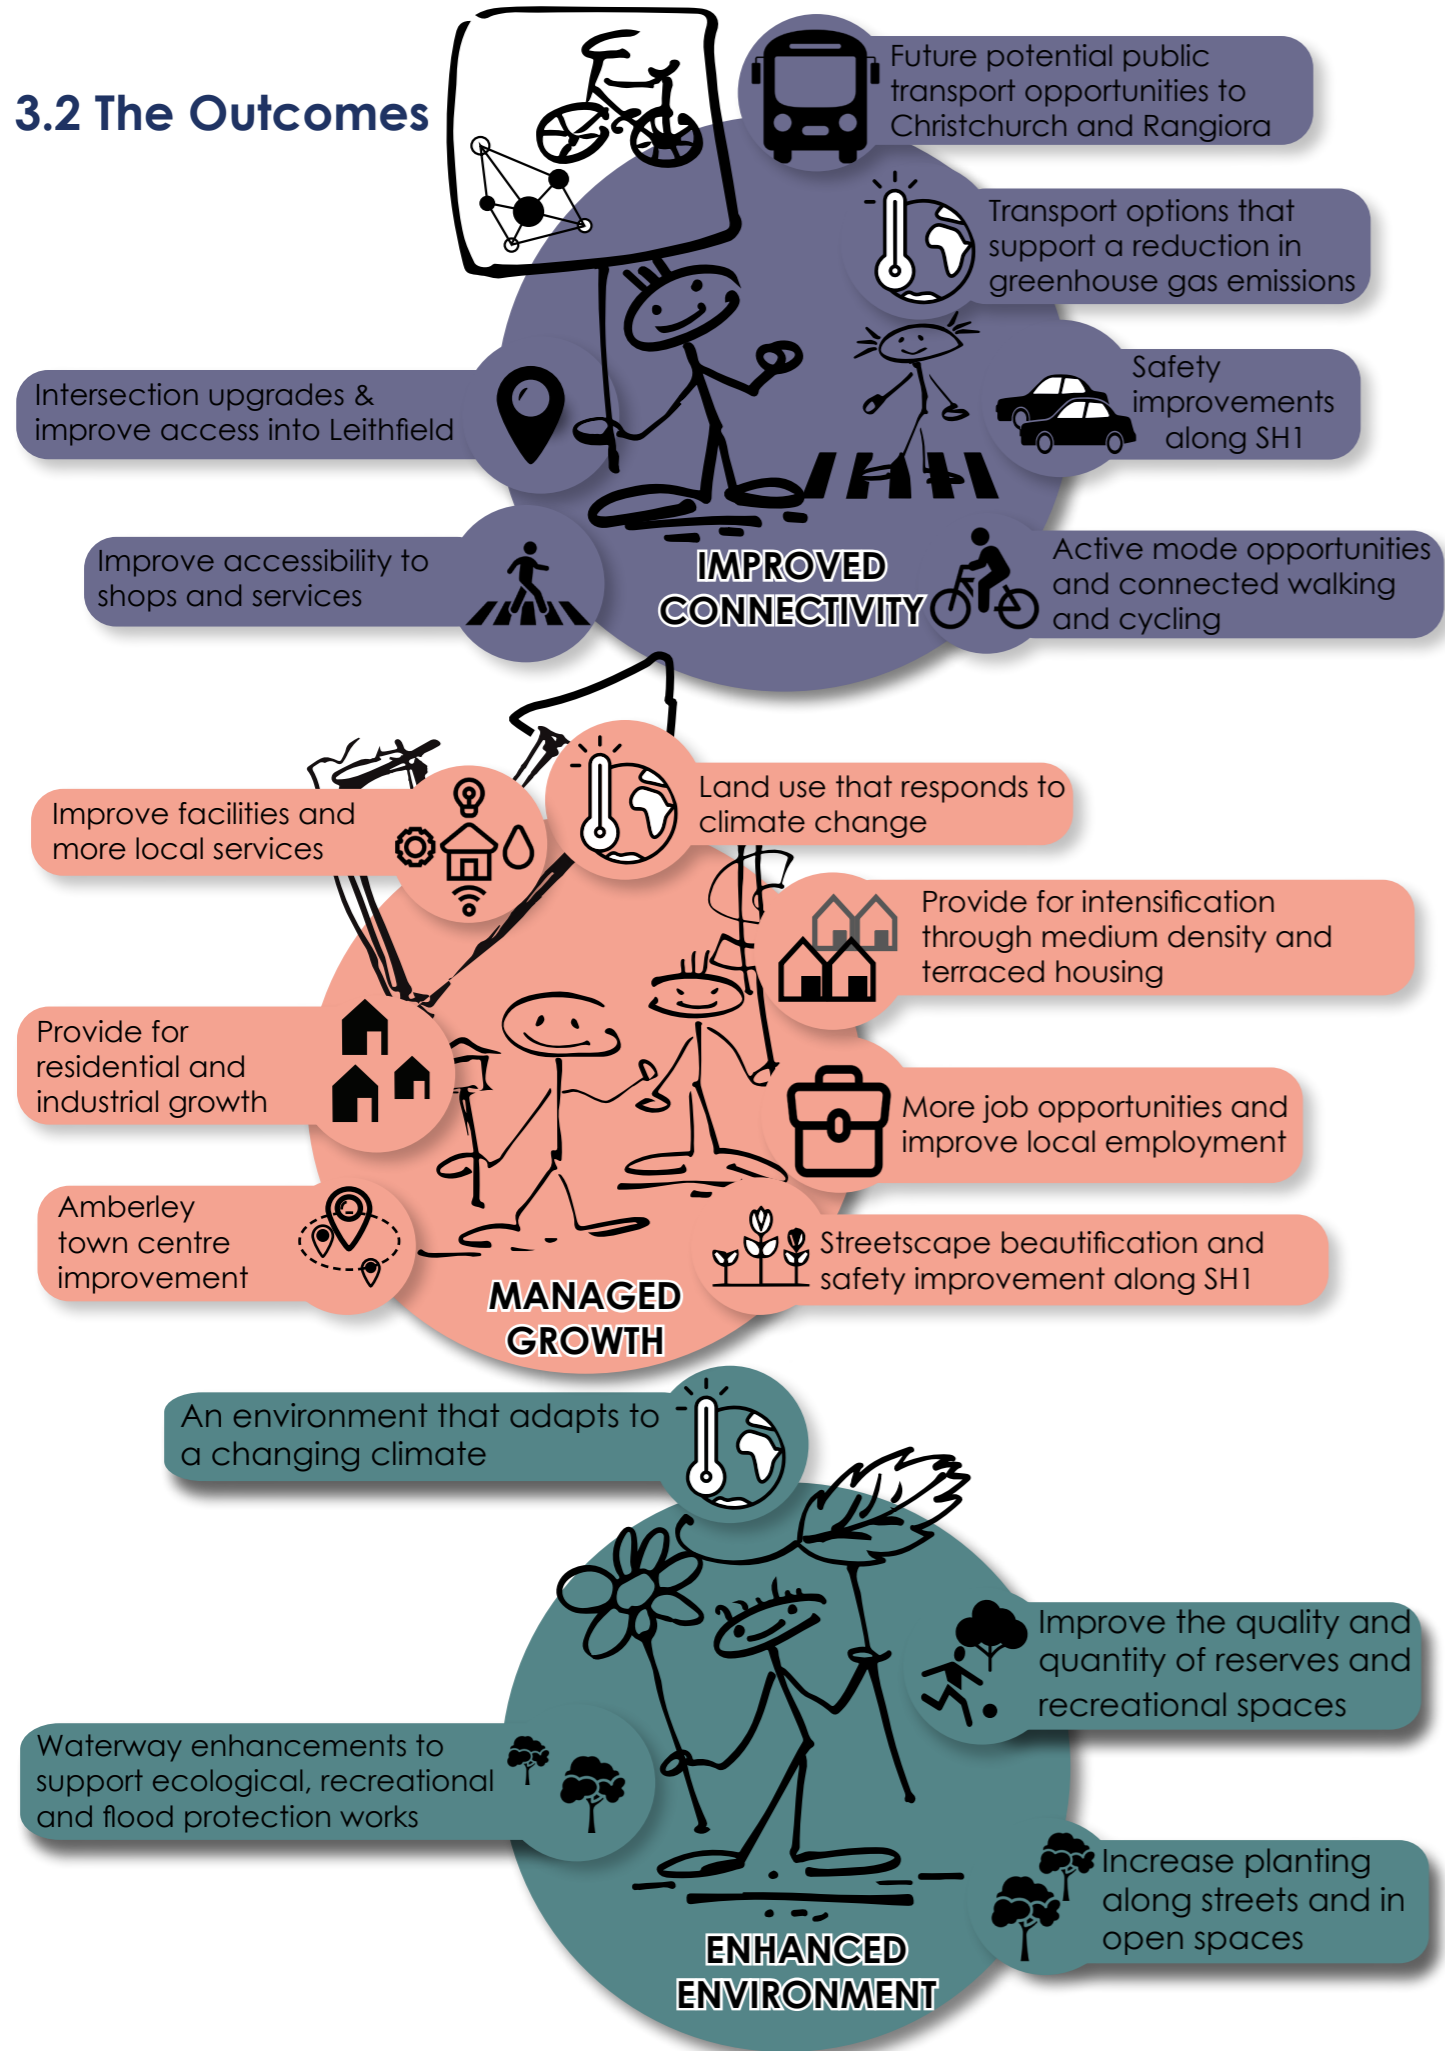 3.2 The Outcomes
Future potential public
transport opportunities to
Christchurch and Rangiora
Transport options that
support a reduction in
greenhouse gas emissions
Intersection upgrades &
improve access into Leithfield
Safety
improvements
along SH1
Improve accessibility to
shops and services
Active mode opportunities
and connected walking
and cycling
IMPROVED
CONNECTIVITY
Improve facilities and
more local services
Land use that responds to
climate change
Provide for intensification
through medium density and
terraced housing
Provide for
residential and
industrial growth
More job opportunities and
improve local employment
Amberley
town centre
improvement
Streetscape beautification and
safety improvement along SH1
MANAGED
GROWTH
An environment that adapts to
a changing climate
Improve the quality and
quantity of reserves and
recreational spaces
Waterway enhancements to
support ecological, recreational
and flood protection works
Increase planting
along streets and in
open spaces
ENHANCED
ENVIRONMENT